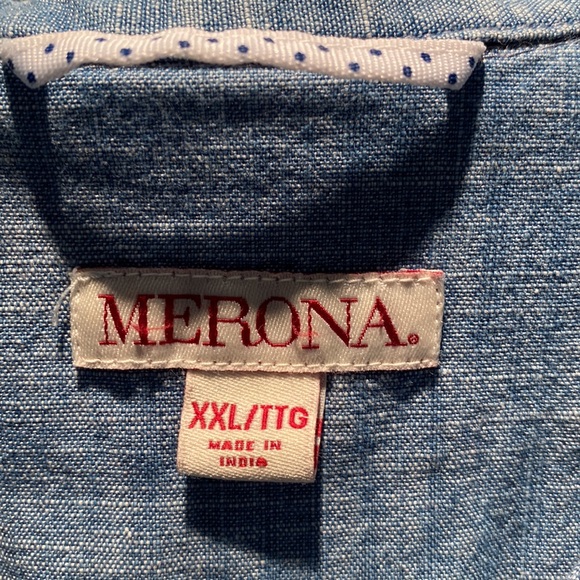 MERONA.
XXL/TTG
MADE IN
INDIA